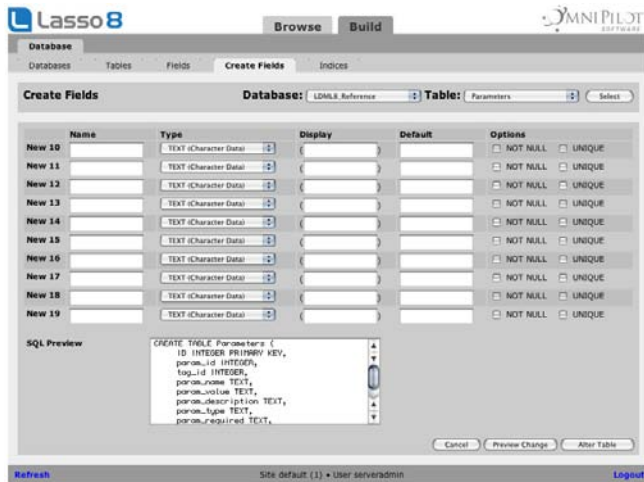 Lasso 8
Browse Build
OMNIPILOT
SOFTWARE
Database
Databases Tables Fields Create Fields Indices
Create Fields Database: LDML8_Reference Table: Parameters Select
Name Type Display Default Options
New 10 TEXT (Character Data) ( ) NOT NULL UNIQUE
New 11 TEXT (Character Data) ( ) NOT NULL UNIQUE
New 12 TEXT (Character Data) ( ) NOT NULL UNIQUE
New 13 TEXT (Character Data) ( ) NOT NULL UNIQUE
New 14 TEXT (Character Data) ( ) NOT NULL UNIQUE
New 15 TEXT (Character Data) ( ) NOT NULL UNIQUE
New 16 TEXT (Character Data) ( ) NOT NULL UNIQUE
New 17 TEXT (Character Data) ( ) NOT NULL UNIQUE
New 18 TEXT (Character Data) ( ) NOT NULL UNIQUE
New 19 TEXT (Character Data) ( ) NOT NULL UNIQUE
SQL Preview
CREATE TABLE Parameters (
ID INTEGER PRIMARY KEY,
param_id INTEGER,
tag_id INTEGER,
param_name TEXT,
param_value TEXT,
param_description TEXT,
param_type TEXT,
param_required TEXT,
Cancel Preview Change Alter Table
Refresh Site default (1) • User serveradmin Logout